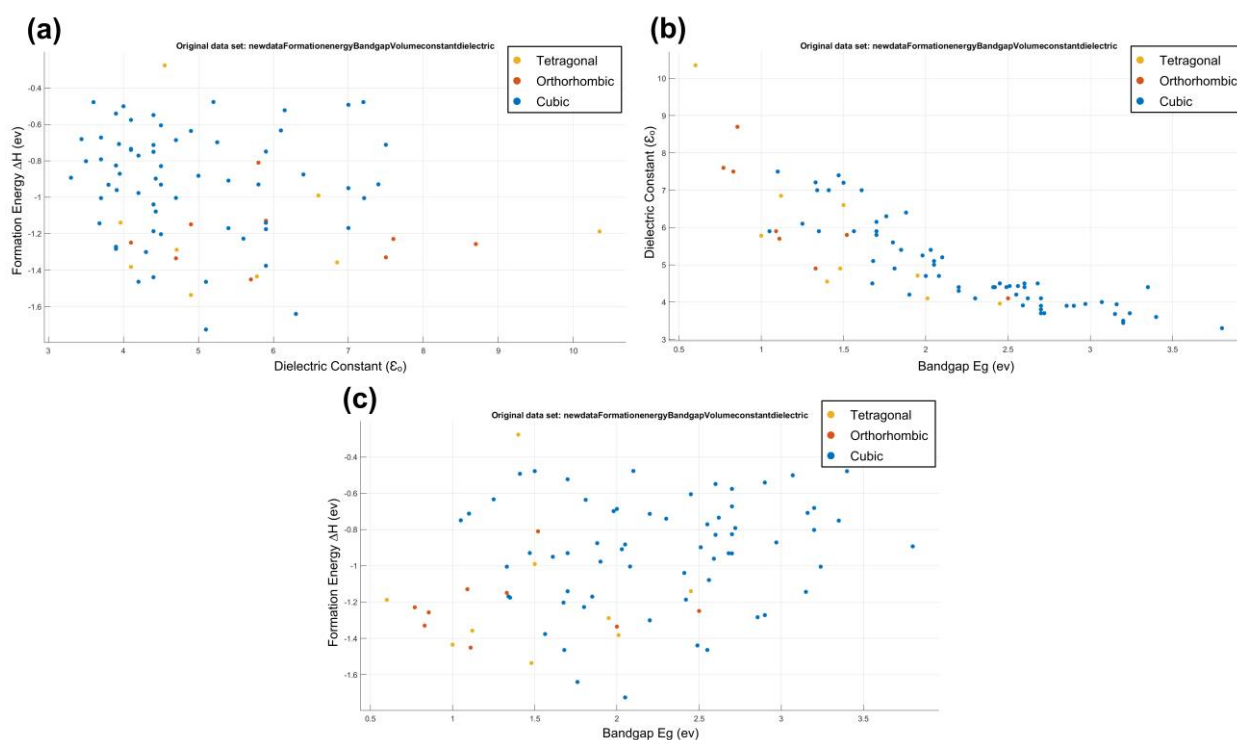 (a)
Original data set: newdataFormationenergyBandgapVolumeconstantdielectric
Tetragonal
Orthorhombic
Cubic
Formation Energy ΔH (ev)
-0.4
-0.6
-0.8
-1
-1.2
-1.4
-1.6
3 4 5 6 7 8 9 10
Dielectric Constant (Ɛ₀)
(b)
Original data set: newdataFormationenergyBandgapVolumeconstantdielectric
Tetragonal
Orthorhombic
Cubic
Dielectric Constant (Ɛ₀)
10
9
8
7
6
5
4
3
0.5 1 1.5 2 2.5 3 3.5
Bandgap Eg (ev)
(c)
Original data set: newdataFormationenergyBandgapVolumeconstantdielectric
Tetragonal
Orthorhombic
Cubic
Formation Energy ΔH (ev)
-0.4
-0.6
-0.8
-1
-1.2
-1.4
-1.6
0.5 1 1.5 2 2.5 3 3.5
Bandgap Eg (ev)